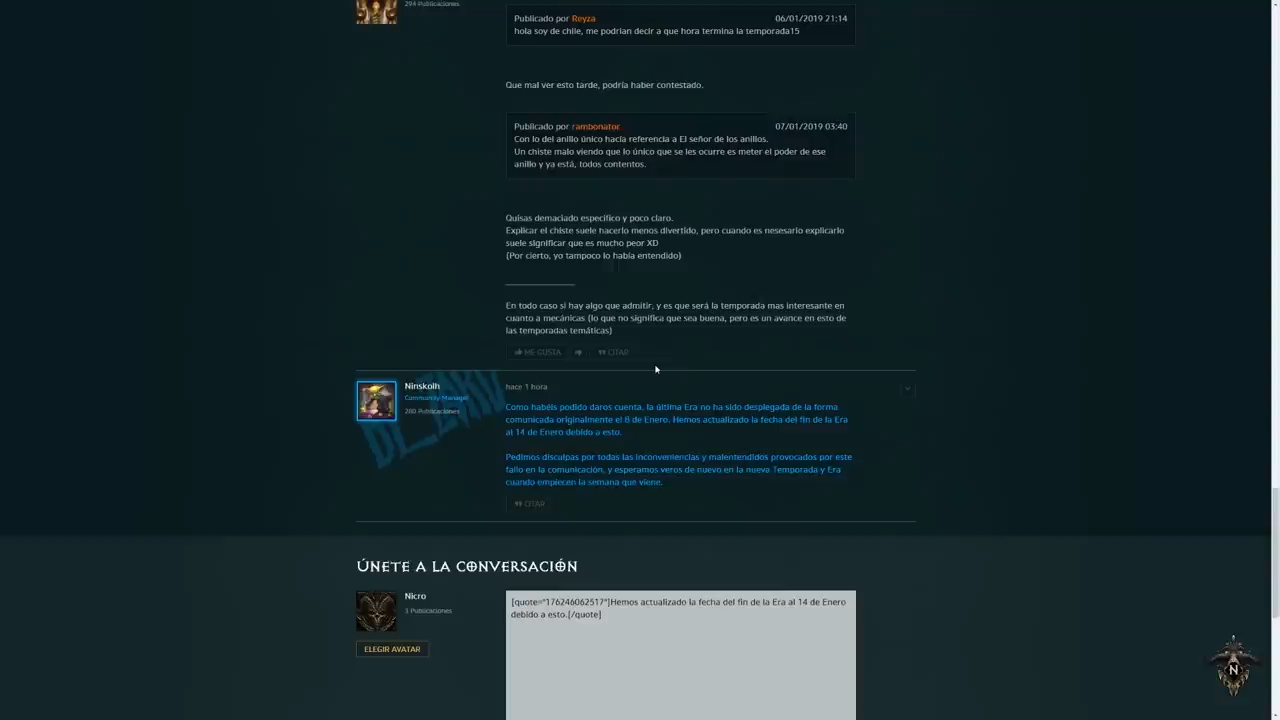 294 Publicaciones
Publicado por Reyza 06/01/2019 21:14
hola soy de chile, me podrian decir a que hora termina la temporada15
Que mal ver esto tarde, podría haber contestado.
Publicado por rambonator 07/01/2019 03:40
Con lo del anillo único hacía referencia a El señor de los anillos.
Un chiste malo viendo que lo único que se les ocurre es meter el poder de ese
anillo y ya está, todos contentos.
Quisas demaciado especifico y poco claro.
Explicar el chiste suele hacerlo menos divertido, pero cuando es nesesario explicarlo
suele significar que es mucho peor XD
(Por cierto, yo tampoco lo había entendido)
En todo caso si hay algo que admitir, y es que será la temporada mas interesante en
cuanto a mecánicas (lo que no significa que sea buena, pero es un avance en esto de
las temporadas temáticas)
ME GUSTA CITAR
Ninskolh hace 1 hora
Community Manager
280 Publicaciones
Como habéis podido daros cuenta, la última Era no ha sido desplegada de la forma
comunicada originalmente el 8 de Enero. Hemos actualizado la fecha del fin de la Era
al 14 de Enero debido a esto.
Pedimos disculpas por todas las inconveniencias y malentendidos provocados por este
fallo en la comunicación, y esperamos veros de nuevo en la nueva Temporada y Era
cuando empiecen la semana que viene.
CITAR
ÚNETE A LA CONVERSACIÓN
Nicro
3 Publicaciones
ELEGIR AVATAR
[quote="176246062517"]Hemos actualizado la fecha del fin de la Era al 14 de Enero
debido a esto.[/quote]
N